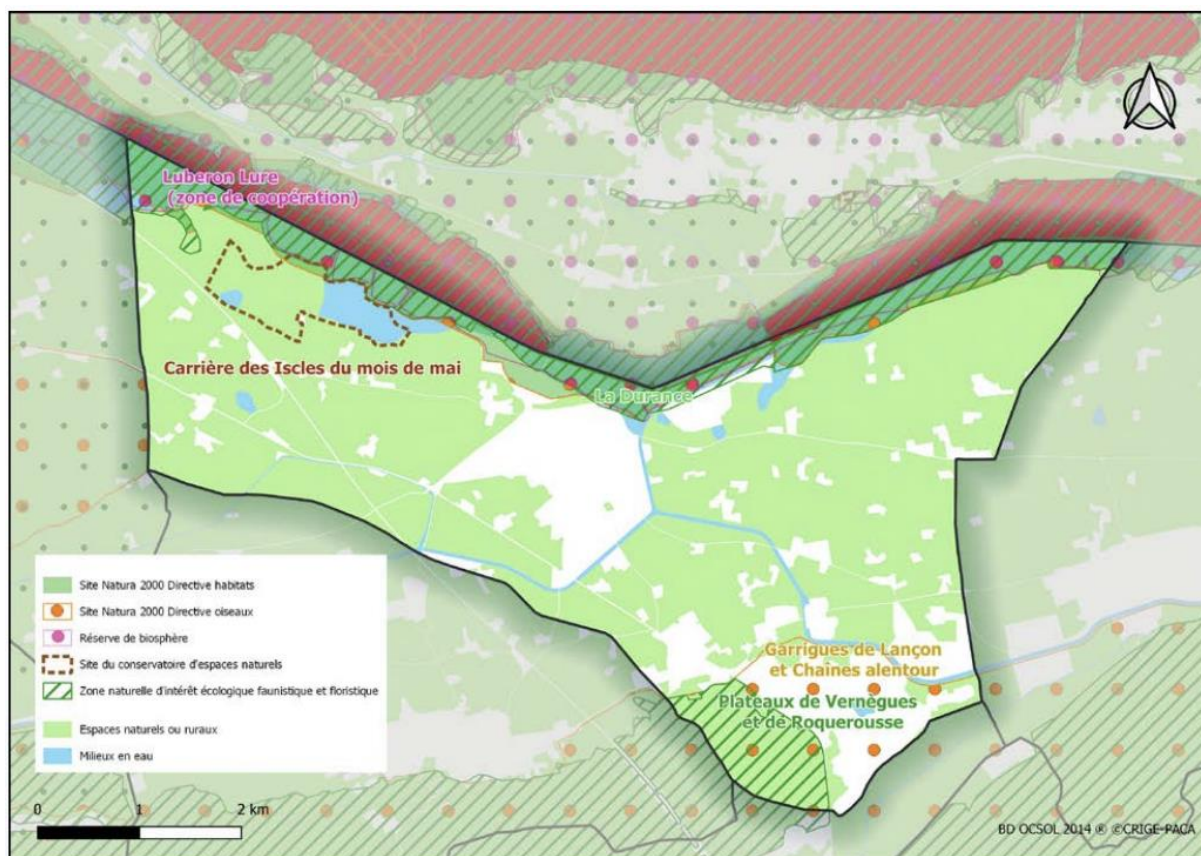 Luberon Lure
(zone de coopération)
Carrière des Iscles du mois de mai
La Durance
Garrigues de Lançon
et Chaînes alentour
Plateaux de Vernègues
et de Roquerousse
Site Natura 2000 Directive habitats
Site Natura 2000 Directive oiseaux
Réserve de biosphère
Site du conservatoire d'espaces naturels
Zone naturelle d'intérêt écologique faunistique et floristique
Espaces naturels ou ruraux
Milieux en eau
0 1 2 km
BD OCSOL 2014 ® ©CRIGE-PACA